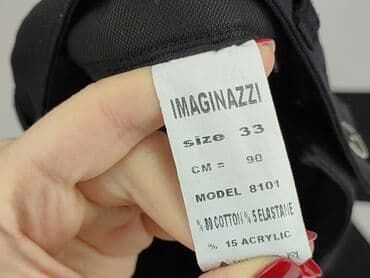 IMAGINAZZI
size 33
CM = 90
MODEL 8101
% 80 COTTON % 5 ELASTANE
% 15 ACRYLIC